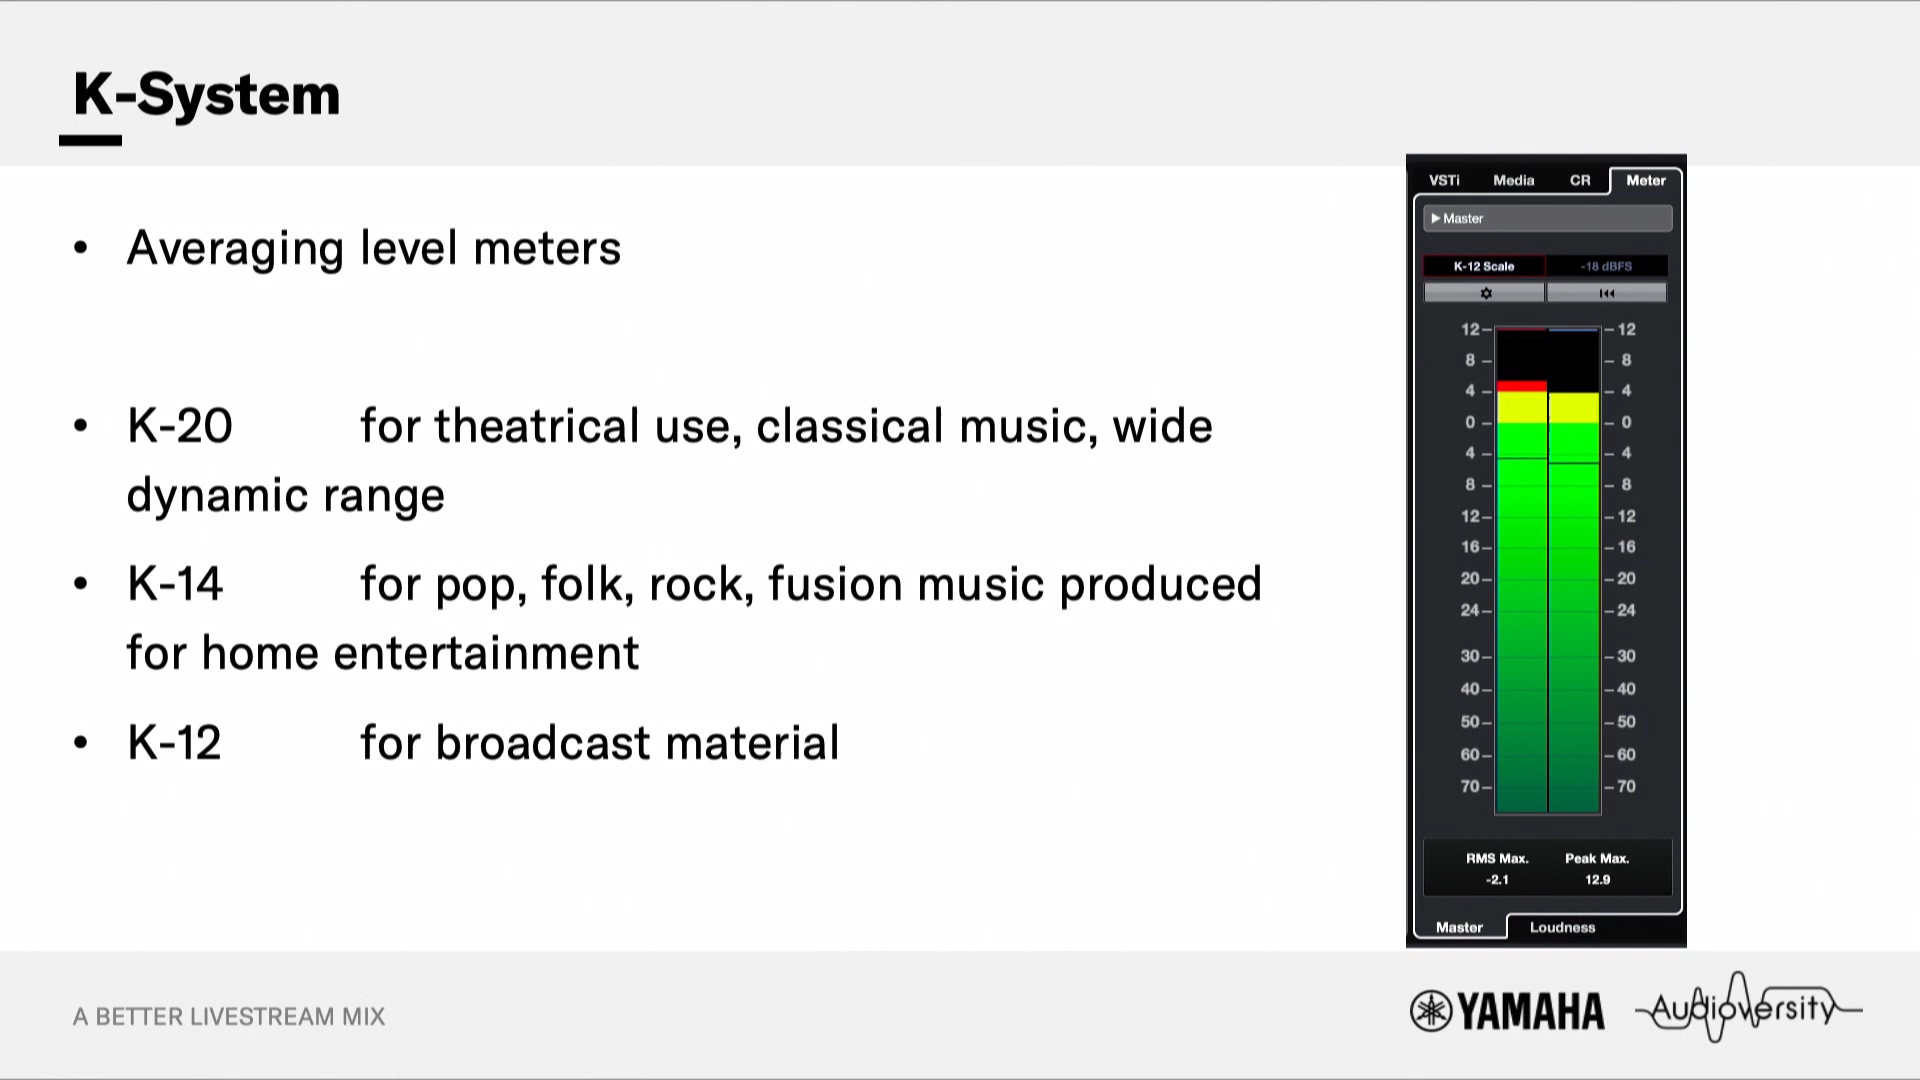 K-System
• Averaging level meters
• K-20 for theatrical use, classical music, wide
dynamic range
• K-14 for pop, folk, rock, fusion music produced
for home entertainment
• K-12 for broadcast material
VSTi Media CR Meter
Master
K-12 Scale -18 dBFS
12 12
8 8
4 4
0 0
4 4
8 8
12 12
16 16
20 20
24 24
30 30
40 40
50 50
60 60
70 70
RMS Max. Peak Max.
-2.1 12.9
Master Loudness
A BETTER LIVESTREAM MIX
YAMAHA Audioversity